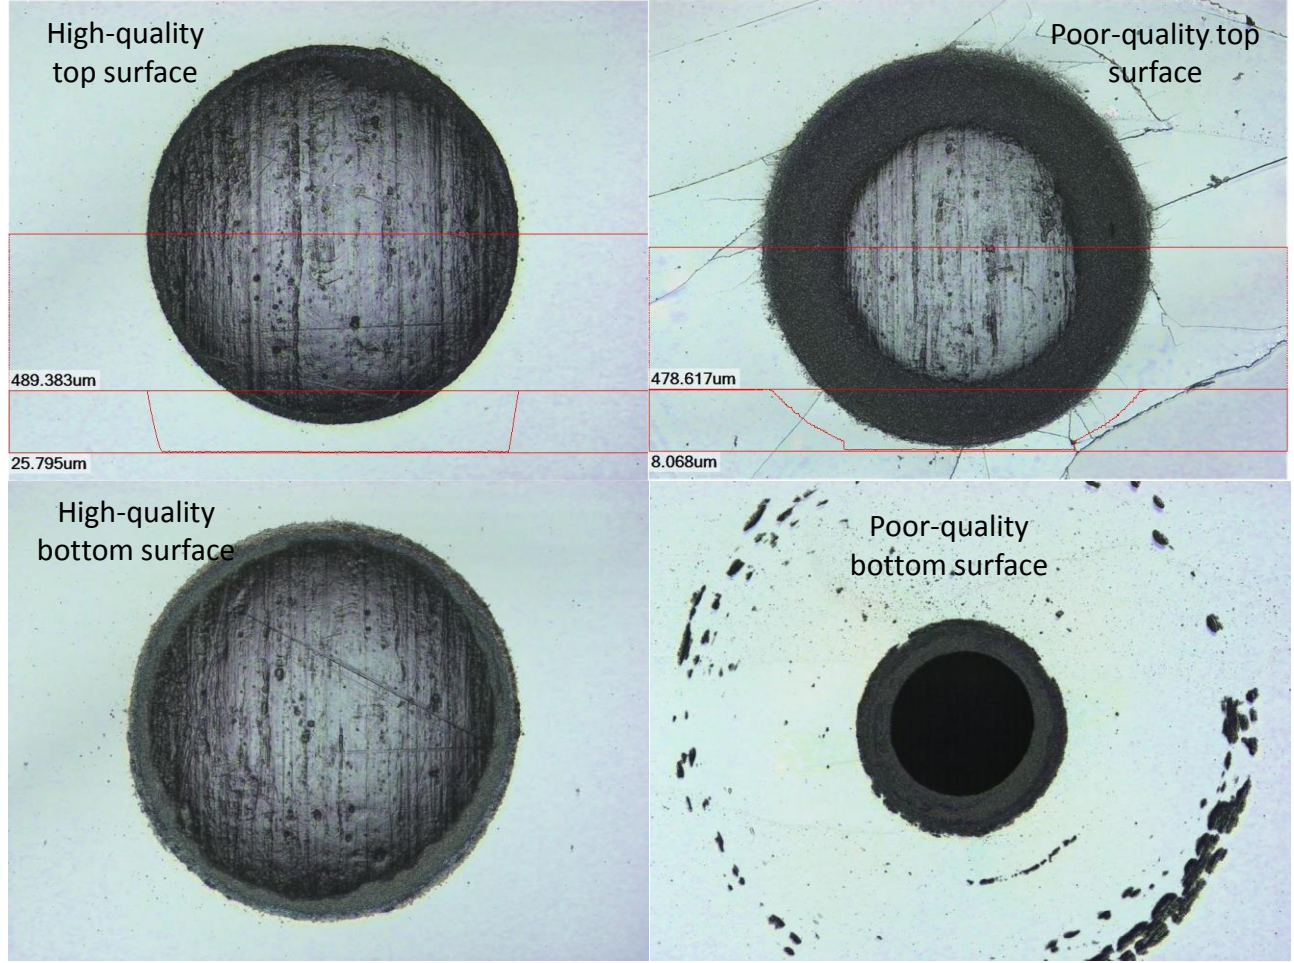 High-quality
top surface
Poor-quality top
surface
489.383um
25.795um
478.617um
8.068um
High-quality
bottom surface
Poor-quality
bottom surface